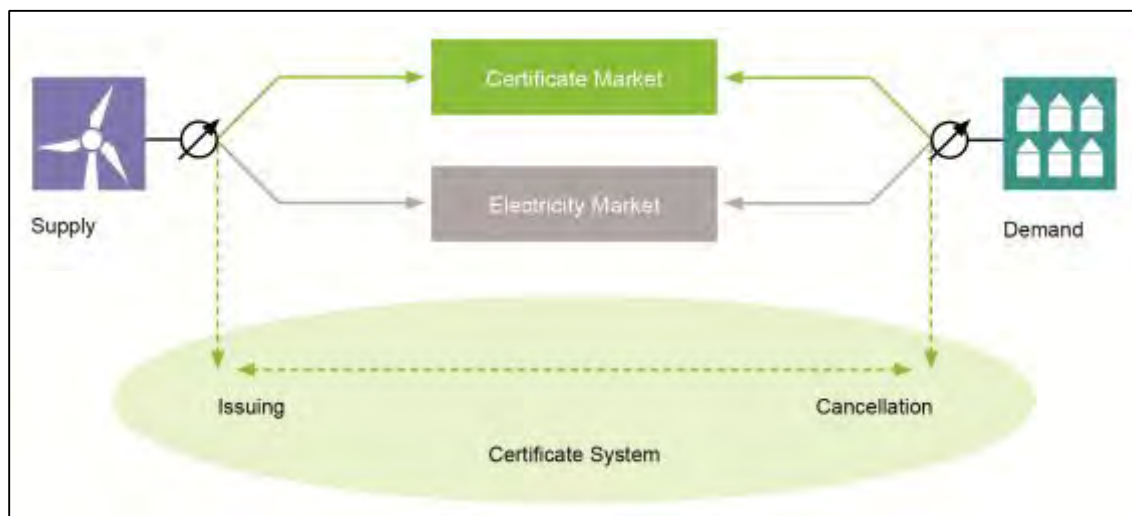 Certificate Market
Electricity Market
Supply
Demand
Issuing
Cancellation
Certificate System